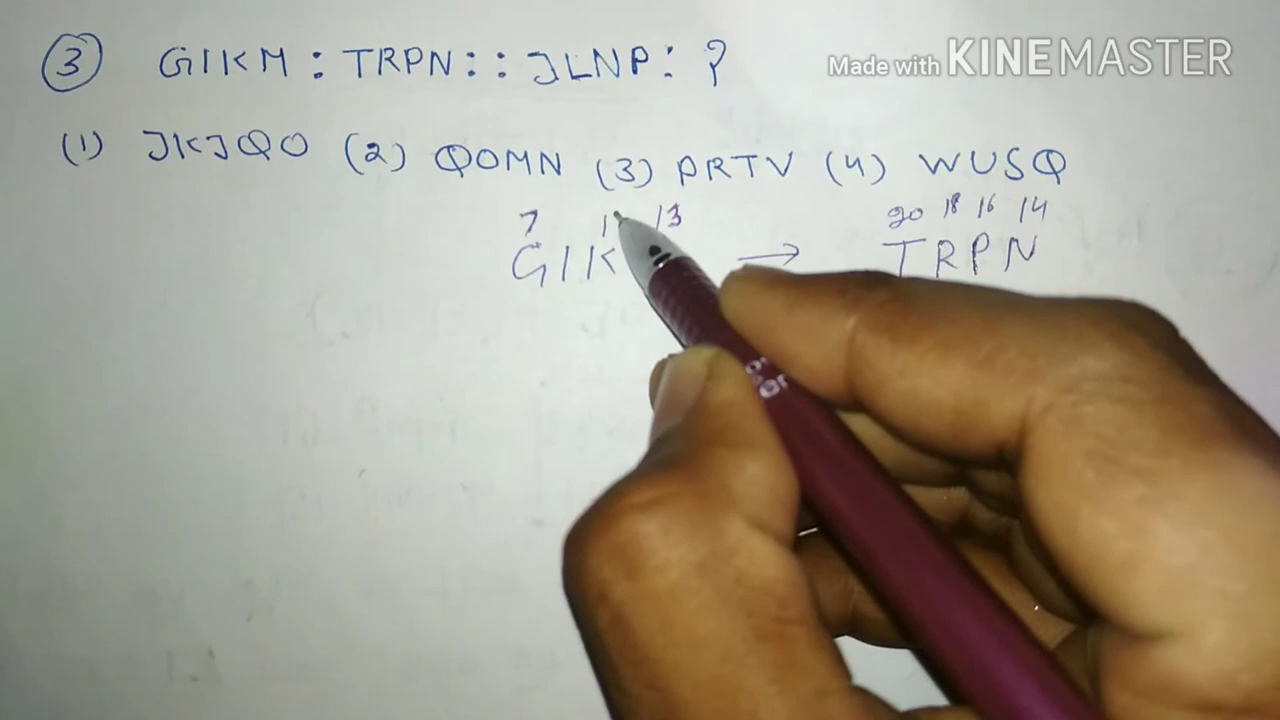 ③ GIKM : TRPN :: JLNP : ?
Made with KINEMASTER
(1) JKJQO (2) QOMN (3) PRTV (4) WUSQ
7 13 20 18 16 14
GIK → TRPN